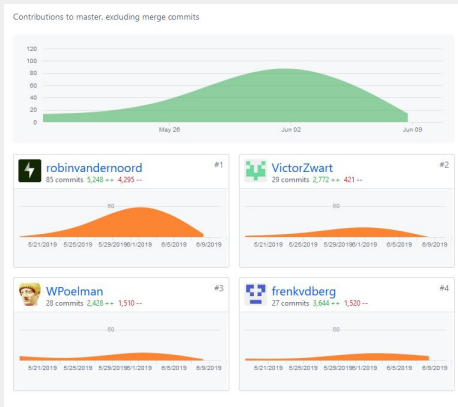 Contributions to master, excluding merge commits
120
100
80
60
40
20
0
May 26 Jun 02 Jun 09
robinvandernoord #1
85 commits 5,248 ++ 4,295 --
60
5/21/2019 5/25/2019 5/29/2019 6/1/2019 6/5/2019 6/9/2019
VictorZwart #2
29 commits 2,772 ++ 421 --
60
5/21/2019 5/25/2019 5/29/2019 6/1/2019 6/5/2019 6/9/2019
WPoelman #3
28 commits 2,428 ++ 1,510 --
60
5/21/2019 5/25/2019 5/29/2019 6/1/2019 6/5/2019 6/9/2019
frenkvdberg #4
27 commits 3,644 ++ 1,520 --
60
5/21/2019 5/25/2019 5/29/2019 6/1/2019 6/5/2019 6/9/2019